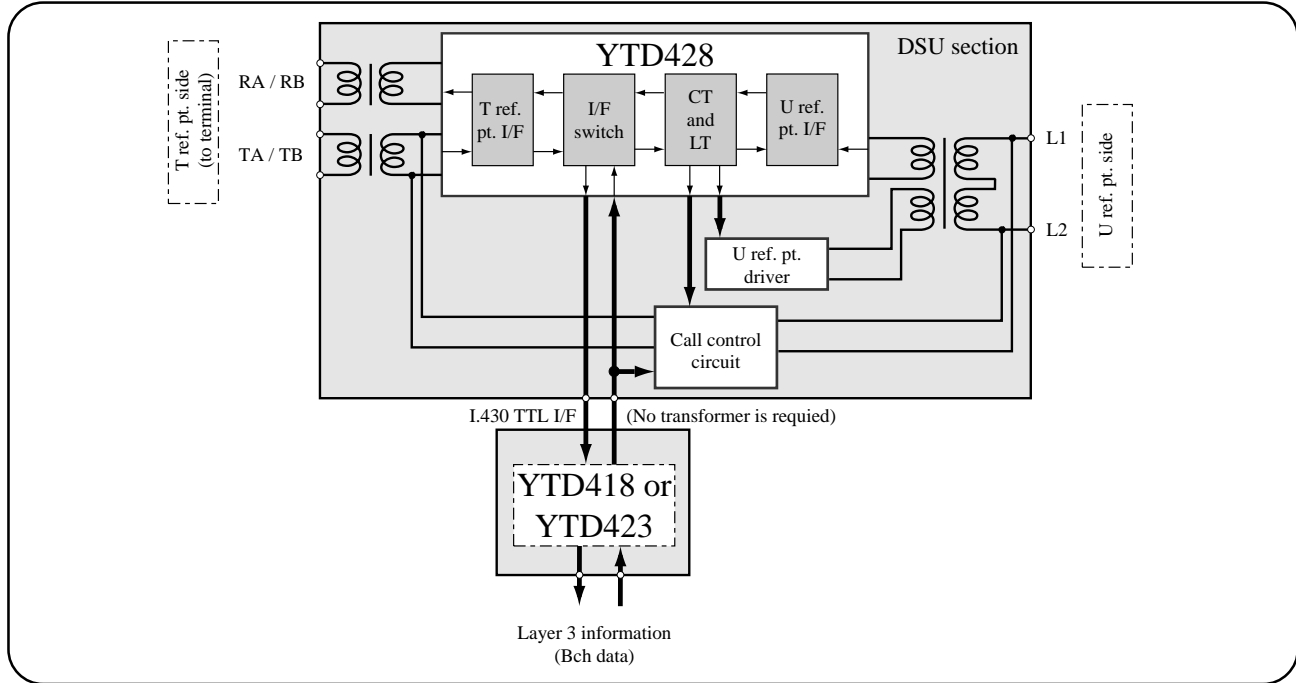 DSU section
YTD428
T ref. pt. side
(to terminal)
RA / RB
TA / TB
T ref.
pt. I/F
I/F
switch
CT
and
LT
U ref.
pt. I/F
L1
L2
U ref. pt. side
U ref. pt.
driver
Call control
circuit
I.430 TTL I/F
(No transformer is requied)
YTD418 or
YTD423
Layer 3 information
(Bch data)